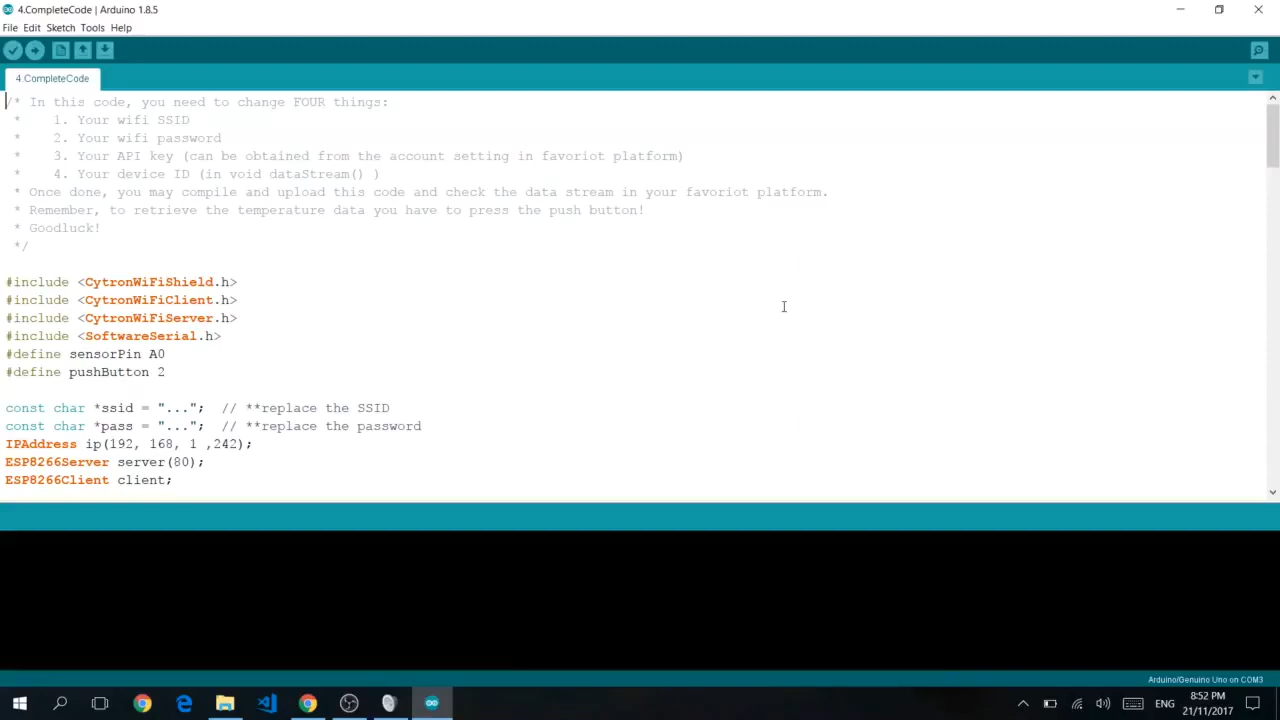 4.CompleteCode | Arduino 1.8.5
File Edit Sketch Tools Help
4.CompleteCode
/* In this code, you need to change FOUR things:
 *    1. Your wifi SSID
 *    2. Your wifi password
 *    3. Your API key (can be obtained from the account setting in favoriot platform)
 *    4. Your device ID (in void dataStream() )
 * Once done, you may compile and upload this code and check the data stream in your favoriot platform.
 * Remember, to retrieve the temperature data you have to press the push button!
 * Goodluck!
 */
#include <CytronWiFiShield.h>
#include <CytronWiFiClient.h>
#include <CytronWiFiServer.h>
#include <SoftwareSerial.h>
#define sensorPin A0
#define pushButton 2
const char *ssid = "..."; // **replace the SSID
const char *pass = "..."; // **replace the password
IPAddress ip(192, 168, 1 ,242);
ESP8266Server server(80);
ESP8266Client client;
Arduino/Genuino Uno on COM3
ENG
8:52 PM
21/11/2017